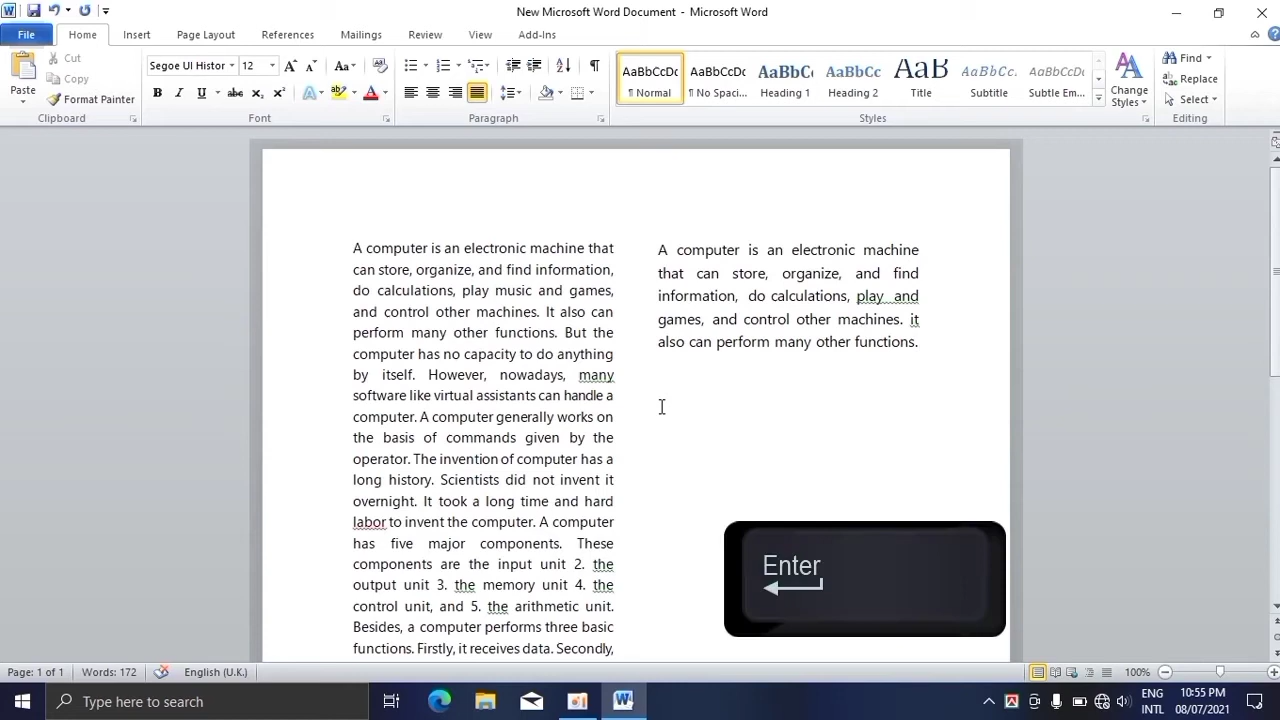 New Microsoft Word Document - Microsoft Word
File Home Insert Page Layout References Mailings Review View Add-Ins
Paste
Cut
Copy
Format Painter
Clipboard
Segoe UI Histor 12
Font
Paragraph
AaBbCcDc AaBbCcDc AaBbC AaBbCc AaB AaBbCc. AaBbCcDc
¶ Normal ¶ No Spaci... Heading 1 Heading 2 Title Subtitle Subtle Em...
Styles
Change
Styles
Find
Replace
Select
Editing
A computer is an electronic machine that
can store, organize, and find information,
do calculations, play music and games,
and control other machines. It also can
perform many other functions. But the
computer has no capacity to do anything
by itself. However, nowadays, many
software like virtual assistants can handle a
computer. A computer generally works on
the basis of commands given by the
operator. The invention of computer has a
long history. Scientists did not invent it
overnight. It took a long time and hard
labor to invent the computer. A computer
has five major components. These
components are the input unit 2. the
output unit 3. the memory unit 4. the
control unit, and 5. the arithmetic unit.
Besides, a computer performs three basic
functions. Firstly, it receives data. Secondly,
A computer is an electronic machine
that can store, organize, and find
information, do calculations, play and
games, and control other machines. it
also can perform many other functions.
Enter
Page: 1 of 1 Words: 172 English (U.K.) 100%
Type here to search
ENG
INTL
10:55 PM
08/07/2021